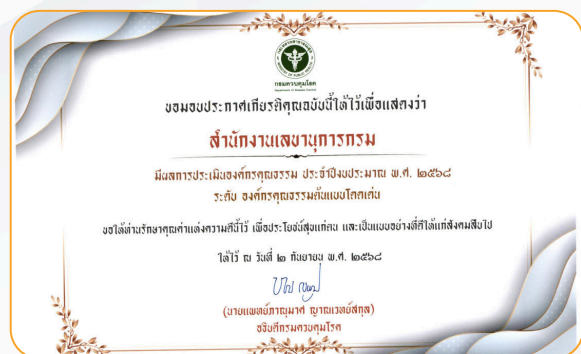 กรมควบคุมโรค
Department of Disease Control
ขอมอบประกาศเกียรติคุณฉบับนี้ให้ไว้เพื่อแสดงว่า
สำนักงานเลขานุการกรม
มีผลการประเมินองค์กรคุณธรรม ประจำปีงบประมาณ พ.ศ. ๒๕๖๘
ระดับ องค์กรคุณธรรมต้นแบบโดดเด่น
ขอให้ท่านรักษาคุณค่าแห่งความดีนี้ไว้ เพื่อประโยชน์สุขแก่ตน และเป็นแบบอย่างที่ดีให้แก่สังคมสืบไป
ให้ไว้ ณ วันที่ ๒ กันยายน พ.ศ. ๒๕๖๘
(นายแพทย์ภาณุมาศ ญาณเวทย์สกุล)
อธิบดีกรมควบคุมโรค